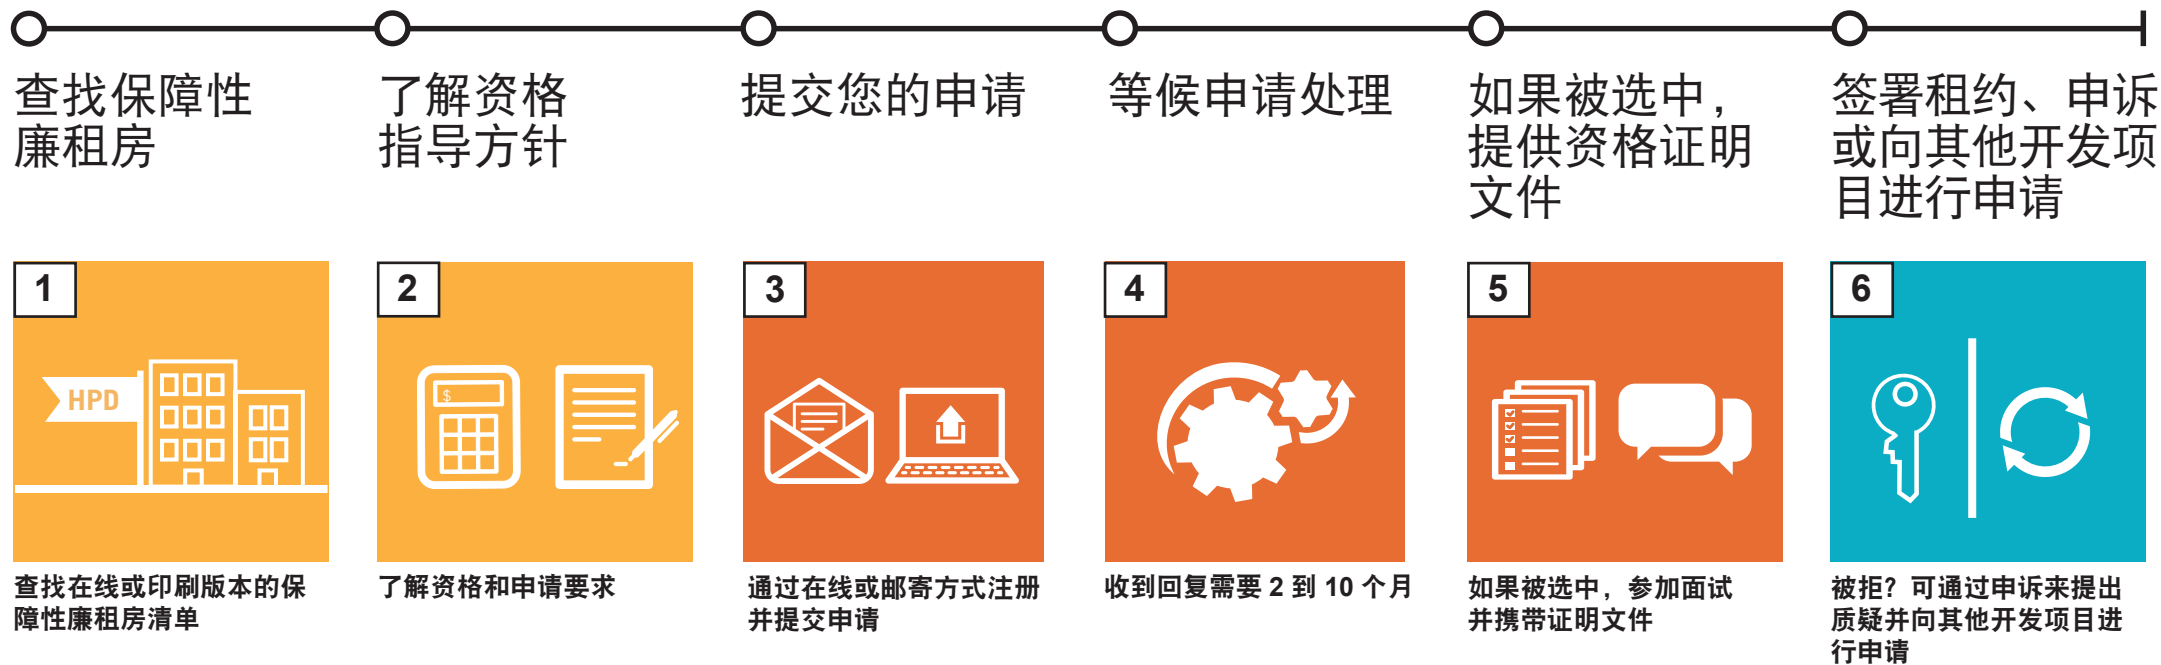 查找保障性
廉租房
了解资格
指导方针
提交您的申请
等候申请处理
如果被选中，
提供资格证明
文件
签署租约、申诉
或向其他开发项
目进行申请
1
HPD
查找在线或印刷版本的保
障性廉租房清单
2
$
了解资格和申请要求
3
通过在线或邮寄方式注册
并提交申请
4
收到回复需要 2 到 10 个月
5
如果被选中，参加面试
并携带证明文件
6
被拒？可通过申诉来提出
质疑并向其他开发项目进
行申请